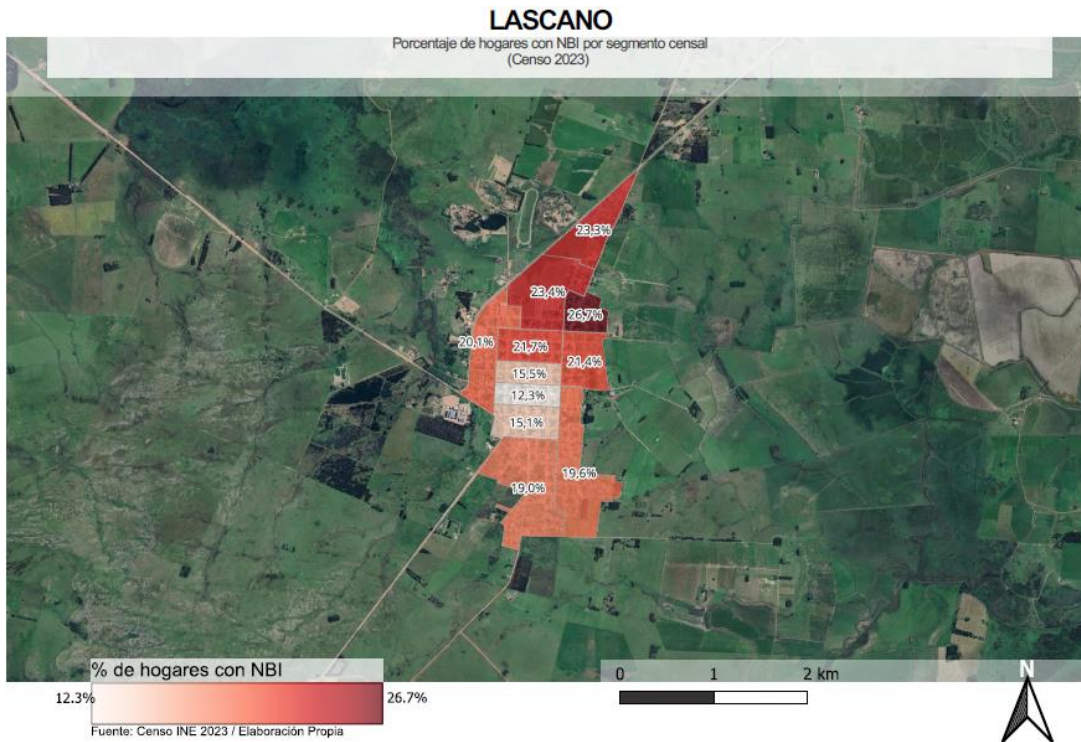 LASCANO
Porcentaje de hogares con NBI por segmento censal
(Censo 2023)
23,3%
23,4%
26,7%
20,1%
21,7%
21,4%
15,5%
12,3%
15,1%
19,6%
19,0%
% de hogares con NBI
12.3%
26.7%
Fuente: Censo INE 2023 / Elaboración Propia
0 1 2 km
N